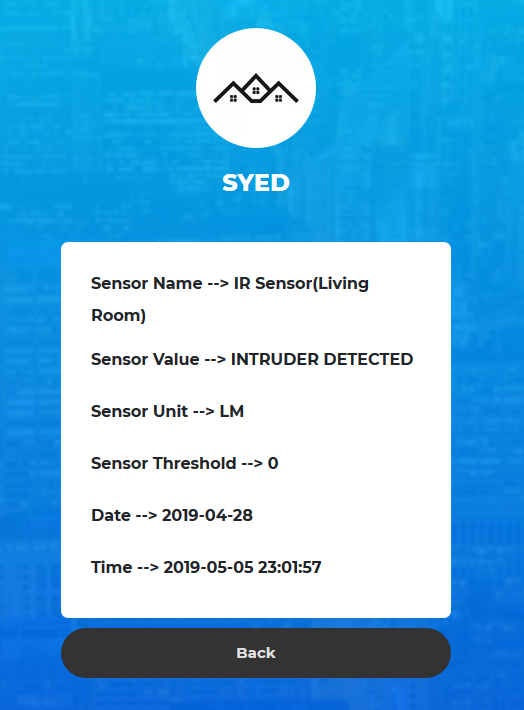 SYED
Sensor Name --> IR Sensor(Living
Room)
Sensor Value --> INTRUDER DETECTED
Sensor Unit --> LM
Sensor Threshold --> 0
Date --> 2019-04-28
Time --> 2019-05-05 23:01:57
Back